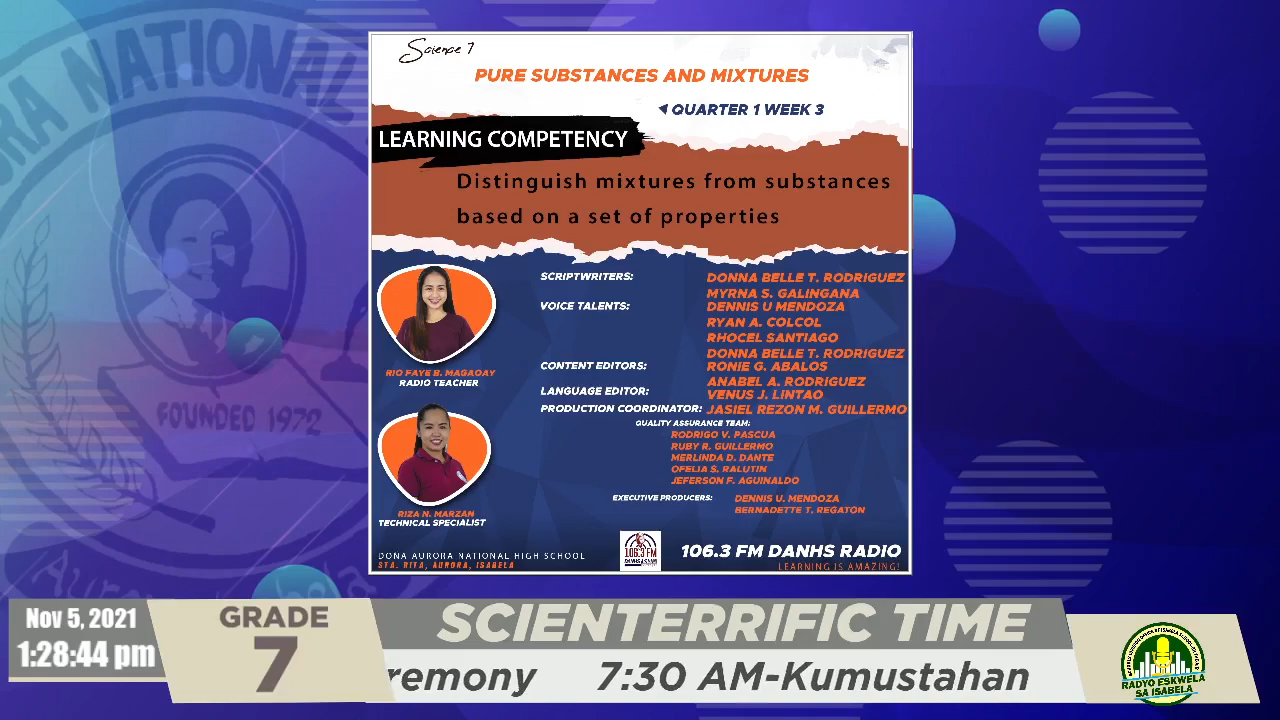 NATIONAL
FOUNDED 1972
Science 7
PURE SUBSTANCES AND MIXTURES
QUARTER 1 WEEK 3
LEARNING COMPETENCY
Distinguish mixtures from substances
based on a set of properties
SCRIPTWRITERS: DONNA BELLE T. RODRIGUEZ
MYRNA S. GALINGANA
VOICE TALENTS: DENNIS U MENDOZA
RYAN A. COLCOL
RHOCEL SANTIAGO
DONNA BELLE T. RODRIGUEZ
CONTENT EDITORS: RONIE G. ABALOS
ANABEL A. RODRIGUEZ
LANGUAGE EDITOR: VENUS J. LINTAO
PRODUCTION COORDINATOR: JASIEL REZON M. GUILLERMO
QUALITY ASSURANCE TEAM:
RODRIGO V. PASCUA
RUBY R. GUILLERMO
MERLINDA D. DANTE
OFELIA S. RALUTIN
JEFERSON F. AGUINALDO
EXECUTIVE PRODUCERS: DENNIS U. MENDOZA
BERNADETTE T. REGATON
RIO FAYE B. MAGAOAY
RADIO TEACHER
RIZA N. MARZAN
TECHNICAL SPECIALIST
DONA AURORA NATIONAL HIGH SCHOOL
STA. RITA, AURORA, ISABELA
106.3 FM
106.3 FM DANHS RADIO
LEARNING IS AMAZING!
Nov 5, 2021
1:28:44 pm
GRADE
7
SCIENTERRIFIC TIME
remony 7:30 AM-Kumustahan
RADYO ESKWELA
SA ISABELA